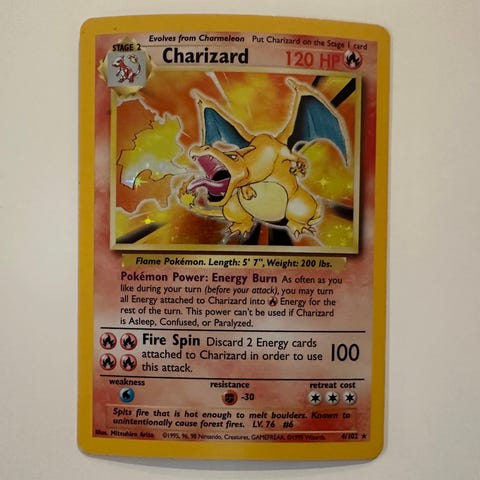 Evolves from Charmeleon Put Charizard on the Stage 1 card
STAGE 2
Charizard 120 HP
Flame Pokémon. Length: 5' 7", Weight: 200 lbs.
Pokémon Power: Energy Burn As often as you
like during your turn (before your attack), you may turn
all Energy attached to Charizard into Energy for the
rest of the turn. This power can't be used if Charizard
is Asleep, Confused, or Paralyzed.
Fire Spin Discard 2 Energy cards
attached to Charizard in order to use 100
this attack.
weakness resistance retreat cost
-30
Spits fire that is hot enough to melt boulders. Known to
unintentionally cause forest fires. LV. 76 #6
Illus. Mitsuhiro Arita ©1995, 96, 98 Nintendo, Creatures, GAMEFREAK. ©1999 Wizards. 4/102 ★